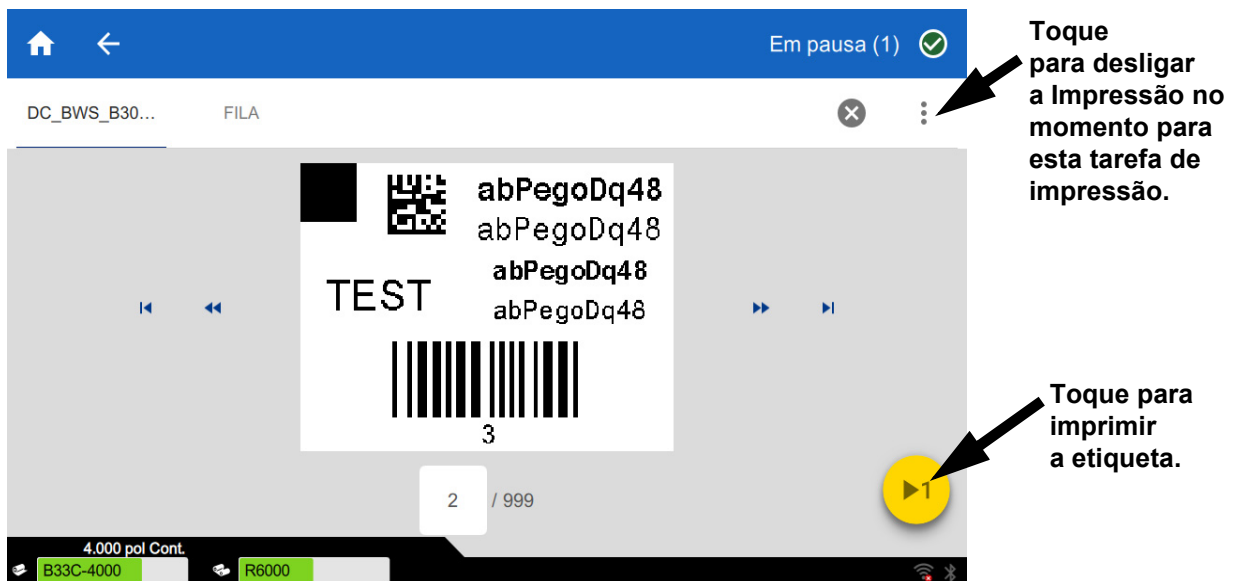 Em pausa (1)
DC_BWS_B30... FILA
Toque
para desligar
a Impressão no
momento para
esta tarefa de
impressão.
abPegoDq48
abPegoDq48
abPegoDq48
TEST
abPegoDq48
3
2 / 999
1
Toque para
imprimir
a etiqueta.
4.000 pol Cont.
B33C-4000 R6000